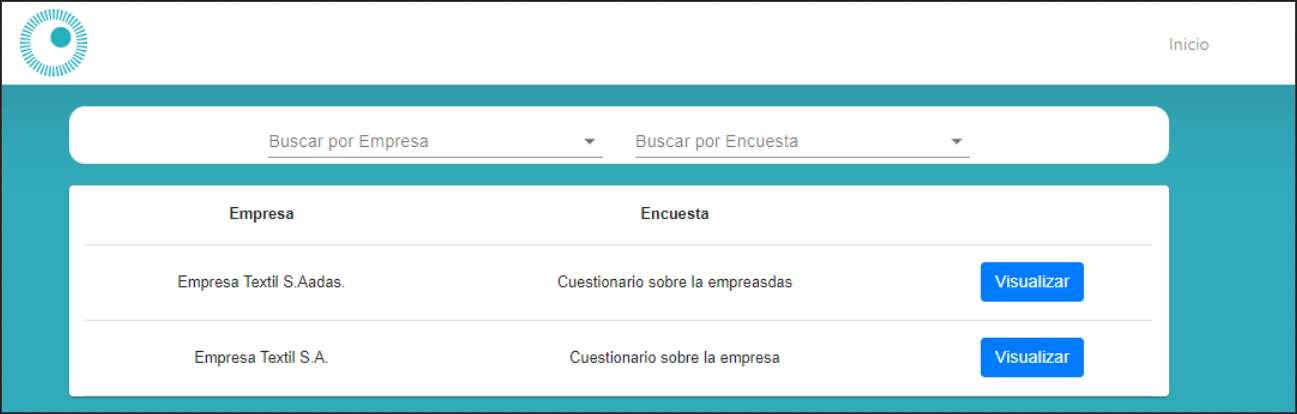 Inicio
Buscar por Empresa Buscar por Encuesta
Empresa Encuesta
Empresa Textil S.Aadas. Cuestionario sobre la empreasdas Visualizar
Empresa Textil S.A. Cuestionario sobre la empresa Visualizar